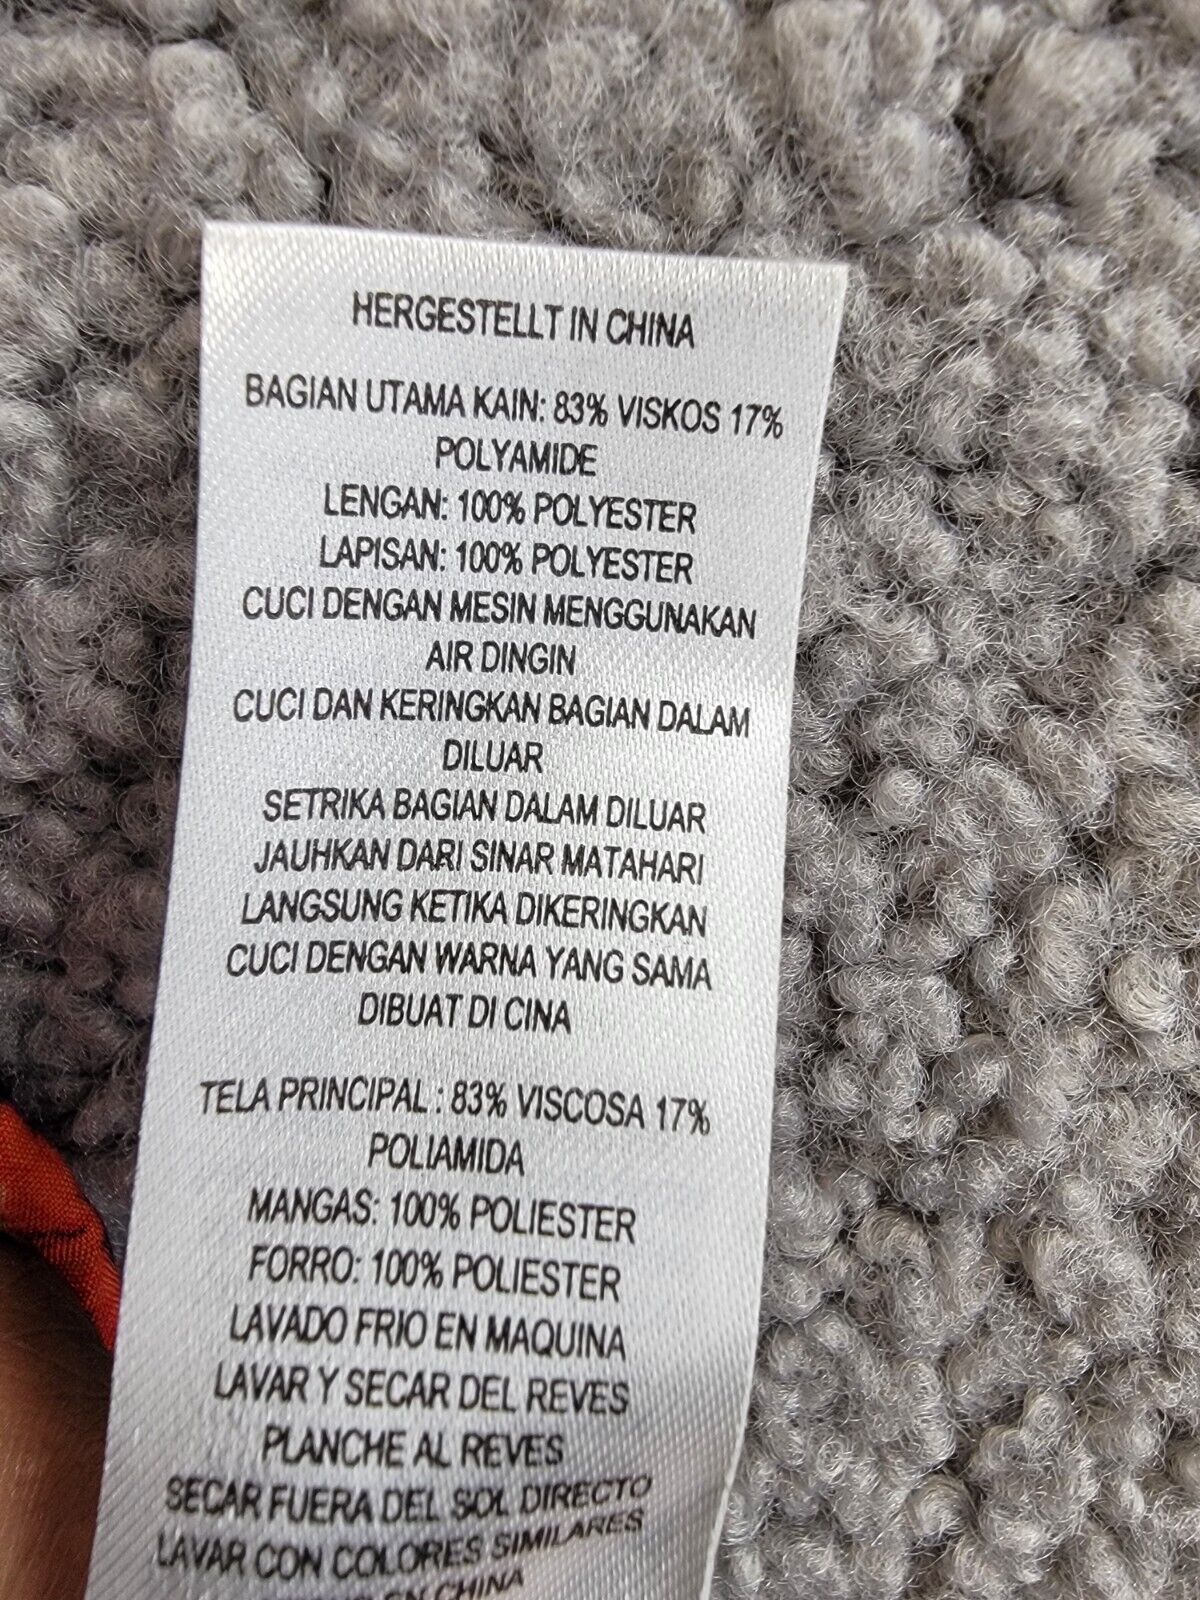 HERGESTELLT IN CHINA
BAGIAN UTAMA KAIN: 83% VISKOS 17%
POLYAMIDE
LENGAN: 100% POLYESTER
LAPISAN: 100% POLYESTER
CUCI DENGAN MESIN MENGGUNAKAN
AIR DINGIN
CUCI DAN KERINGKAN BAGIAN DALAM
DILUAR
SETRIKA BAGIAN DALAM DILUAR
JAUHKAN DARI SINAR MATAHARI
LANGSUNG KETIKA DIKERINGKAN
CUCI DENGAN WARNA YANG SAMA
DIBUAT DI CINA
TELA PRINCIPAL : 83% VISCOSA 17%
POLIAMIDA
MANGAS: 100% POLIESTER
FORRO: 100% POLIESTER
LAVADO FRIO EN MAQUINA
LAVAR Y SECAR DEL REVES
PLANCHE AL REVES
SECAR FUERA DEL SOL DIRECTO
LAVAR CON COLORES SIMILARES
EN CHINA